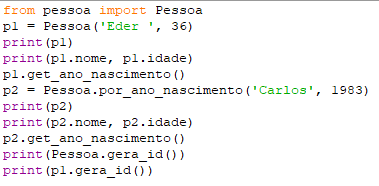 from pessoa import Pessoa
p1 = Pessoa('Eder ', 36)
print(p1)
print(p1.nome, p1.idade)
p1.get_ano_nascimento()
p2 = Pessoa.por_ano_nascimento('Carlos', 1983)
print(p2)
print(p2.nome, p2.idade)
p2.get_ano_nascimento()
print(Pessoa.gera_id())
print(p1.gera_id())